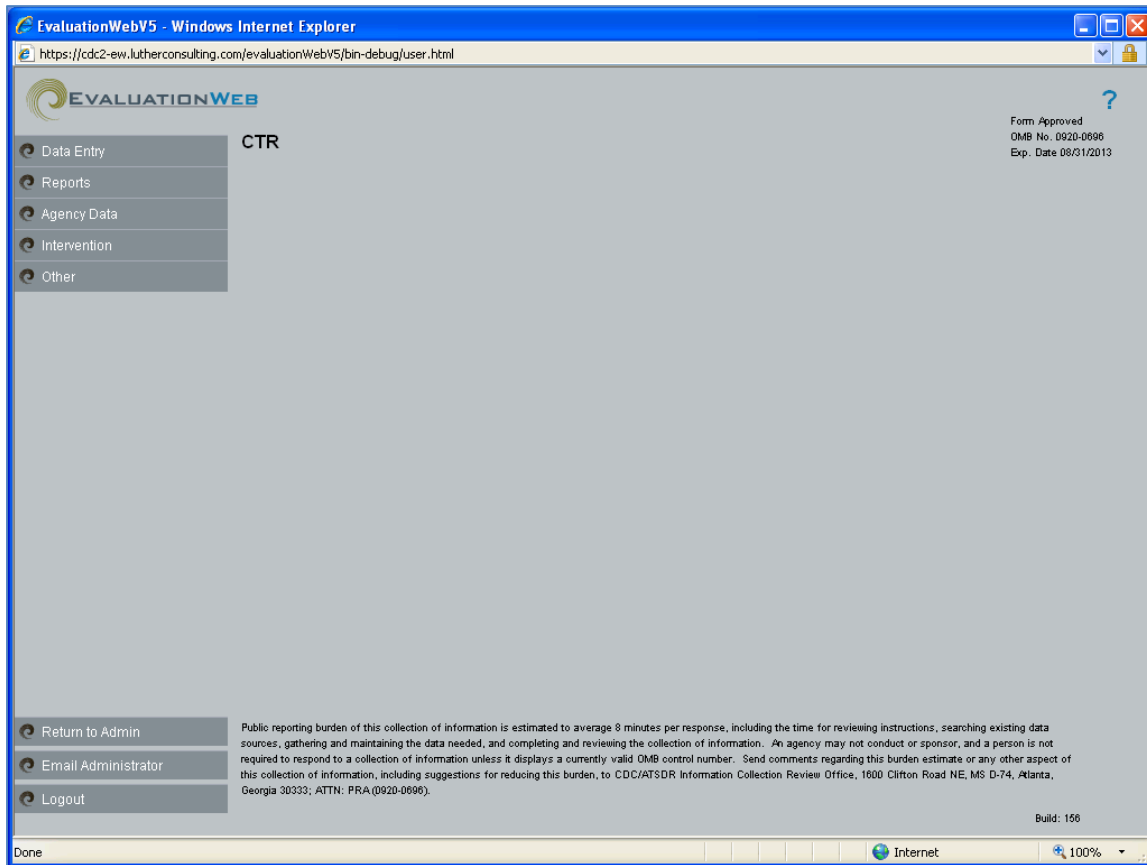 EvaluationWebV5 - Windows Internet Explorer
https://cdc2-ew.lutherconsulting.com/evaluationWebV5/bin-debug/user.html
EVALUATIONWEB
?
Form Approved
OMB No. 0920-0696
Exp. Date 08/31/2013
CTR
Data Entry
Reports
Agency Data
Intervention
Other
Return to Admin
Email Administrator
Logout
Public reporting burden of this collection of information is estimated to average 8 minutes per response, including the time for reviewing instructions, searching existing data
sources, gathering and maintaining the data needed, and completing and reviewing the collection of information. An agency may not conduct or sponsor, and a person is not
required to respond to a collection of information unless it displays a currently valid OMB control number. Send comments regarding this burden estimate or any other aspect of
this collection of information, including suggestions for reducing this burden, to CDC/ATSDR Information Collection Review Office, 1600 Clifton Road NE, MS D-74, Atlanta,
Georgia 30333; ATTN: PRA (0920-0696).
Build: 156
Done
Internet
100%